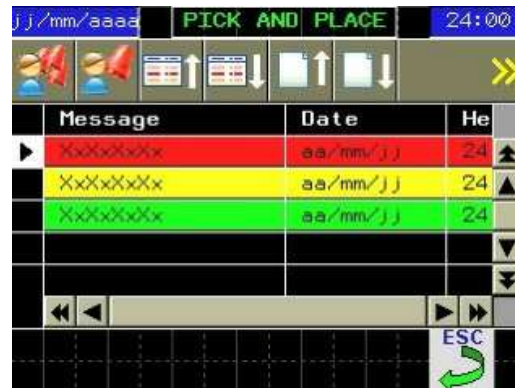 jj/mm/aaaa PICK AND PLACE 24:00
Message Date He
XxXxXxXx aa/mm/jj 24
XxXxXxXx aa/mm/jj 24
XxXxXxXx aa/mm/jj 24
ESC